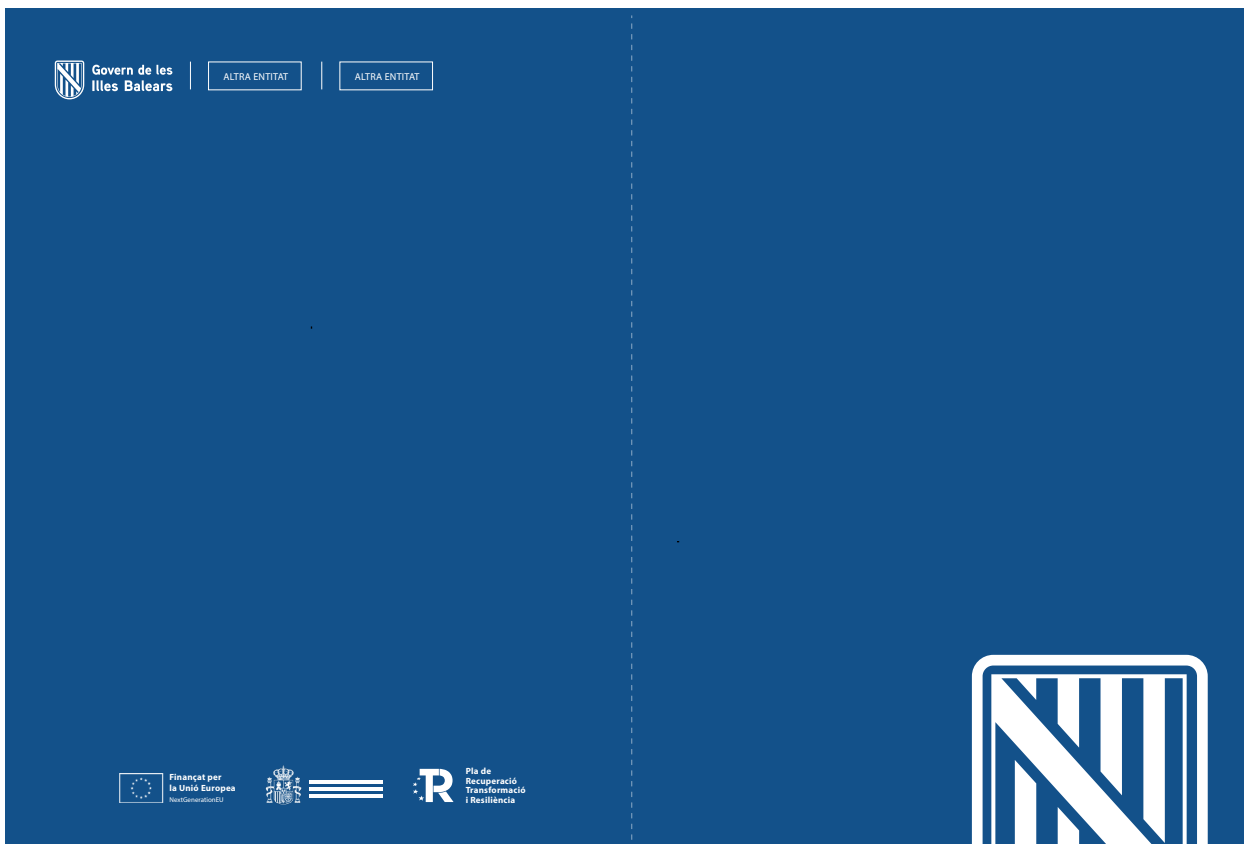 Govern de les
Illes Balears
ALTRA ENTITAT
ALTRA ENTITAT
Finançat per
la Unió Europea
NextGenerationEU
Pla de
Recuperació
Transformació
i Resiliència